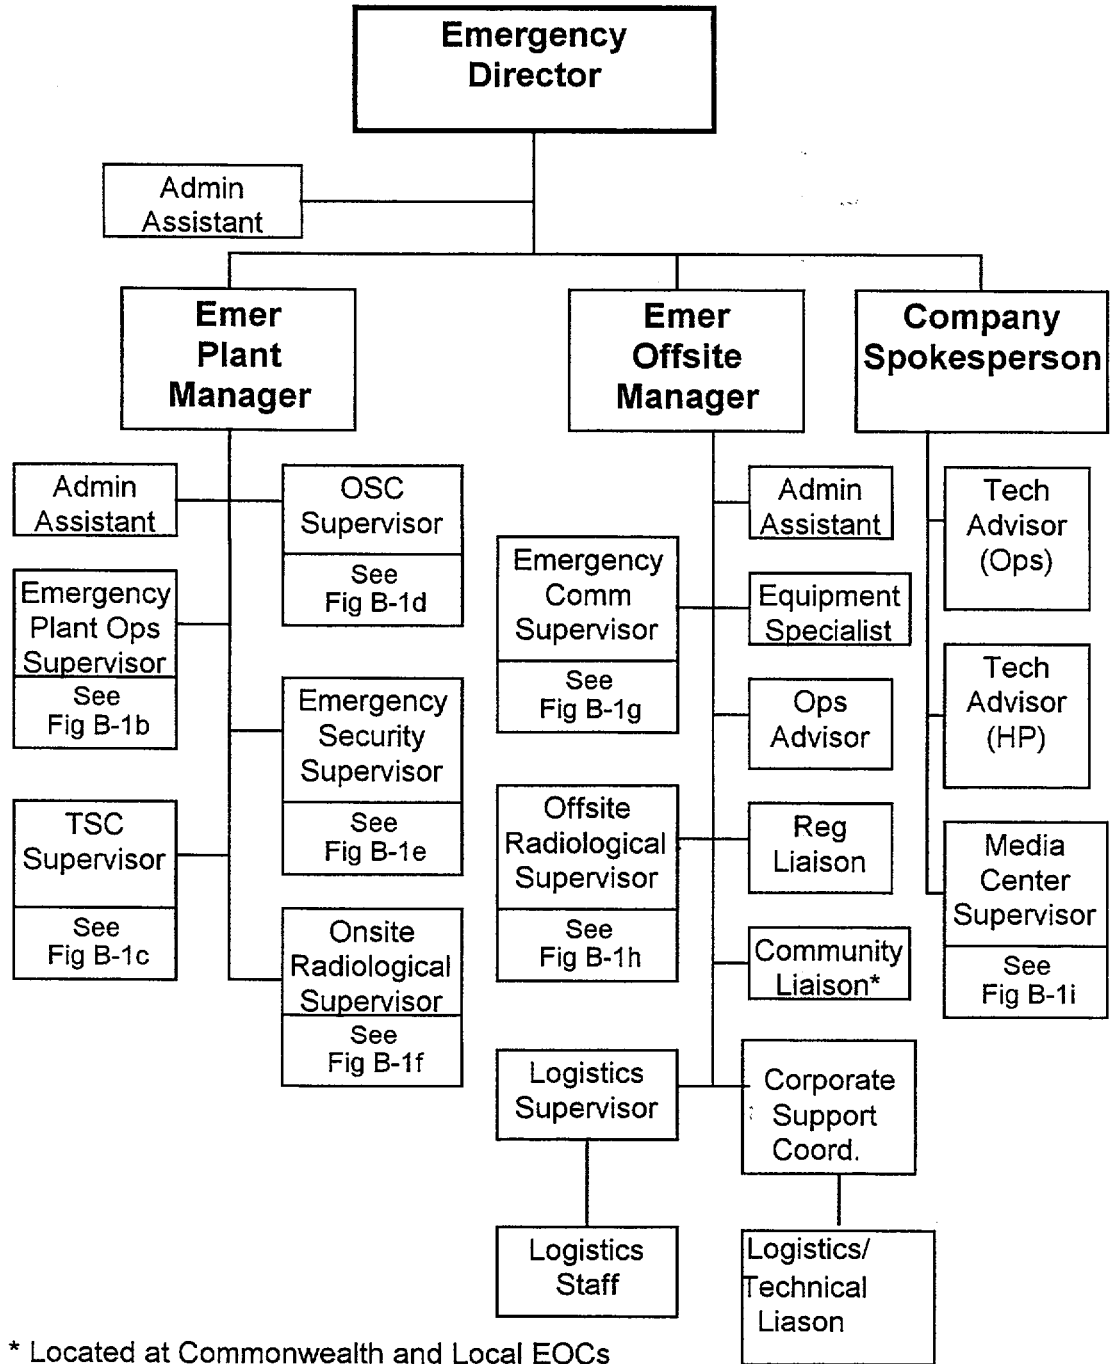 Emergency
Director
Admin
Assistant
Emer
Plant
Manager
Emer
Offsite
Manager
Company
Spokesperson
Admin
Assistant
OSC
Supervisor
See
Fig B-1d
Emergency
Plant Ops
Supervisor
See
Fig B-1b
Emergency
Security
Supervisor
See
Fig B-1e
TSC
Supervisor
See
Fig B-1c
Onsite
Radiological
Supervisor
See
Fig B-1f
Admin
Assistant
Emergency
Comm
Supervisor
See
Fig B-1g
Equipment
Specialist
Ops
Advisor
Offsite
Radiological
Supervisor
See
Fig B-1h
Reg
Liaison
Community
Liaison*
Logistics
Supervisor
Corporate
Support
Coord.
Logistics
Staff
Logistics/
Technical
Liason
Tech
Advisor
(Ops)
Tech
Advisor
(HP)
Media
Center
Supervisor
See
Fig B-1i
* Located at Commonwealth and Local EOCs